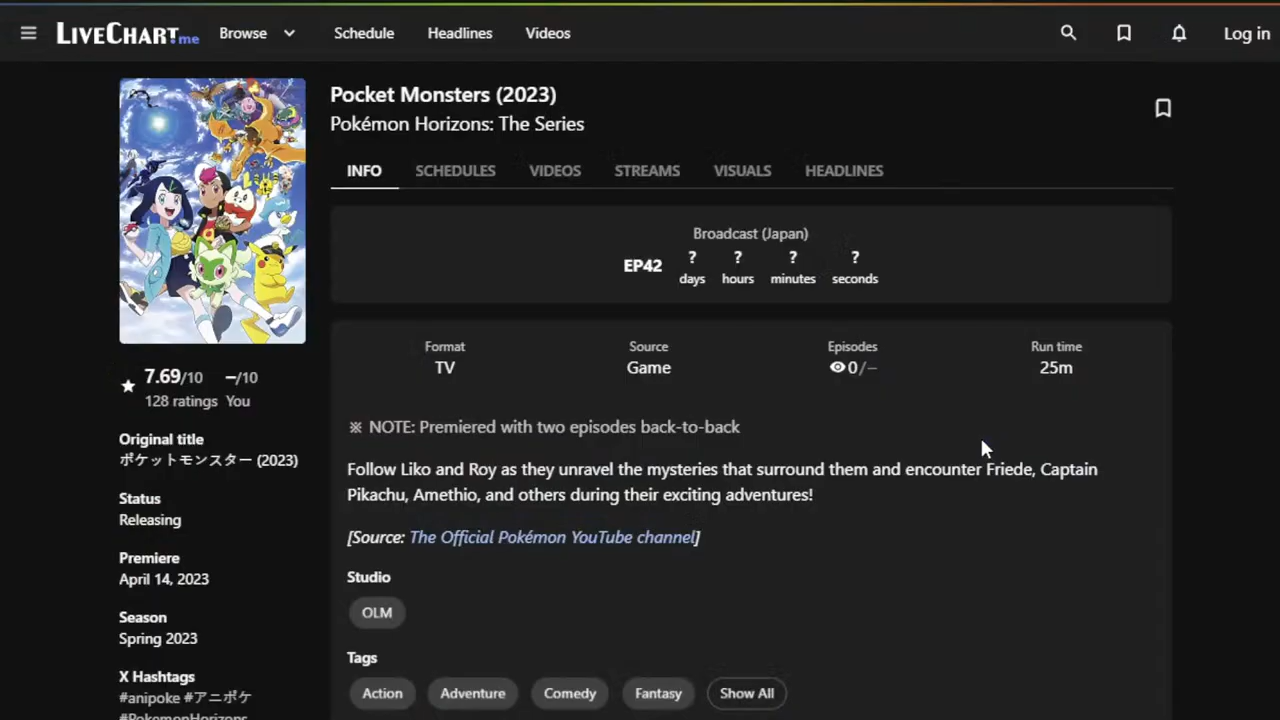 LIVECHART.me Browse Schedule Headlines Videos Log in
Pocket Monsters (2023)
Pokémon Horizons: The Series
INFO SCHEDULES VIDEOS STREAMS VISUALS HEADLINES
Broadcast (Japan)
EP42 ? ? ? ?
days hours minutes seconds
Format Source Episodes Run time
TV Game 0/– 25m
7.69/10 –/10
128 ratings You
※ NOTE: Premiered with two episodes back-to-back
Original title
ポケットモンスター (2023)
Follow Liko and Roy as they unravel the mysteries that surround them and encounter Friede, Captain
Pikachu, Amethio, and others during their exciting adventures!
Status
Releasing
[Source: The Official Pokémon YouTube channel]
Premiere
April 14, 2023
Studio
OLM
Season
Spring 2023
Tags
Action Adventure Comedy Fantasy Show All
X Hashtags
#anipoke #アニポケ
#PokemonHorizons